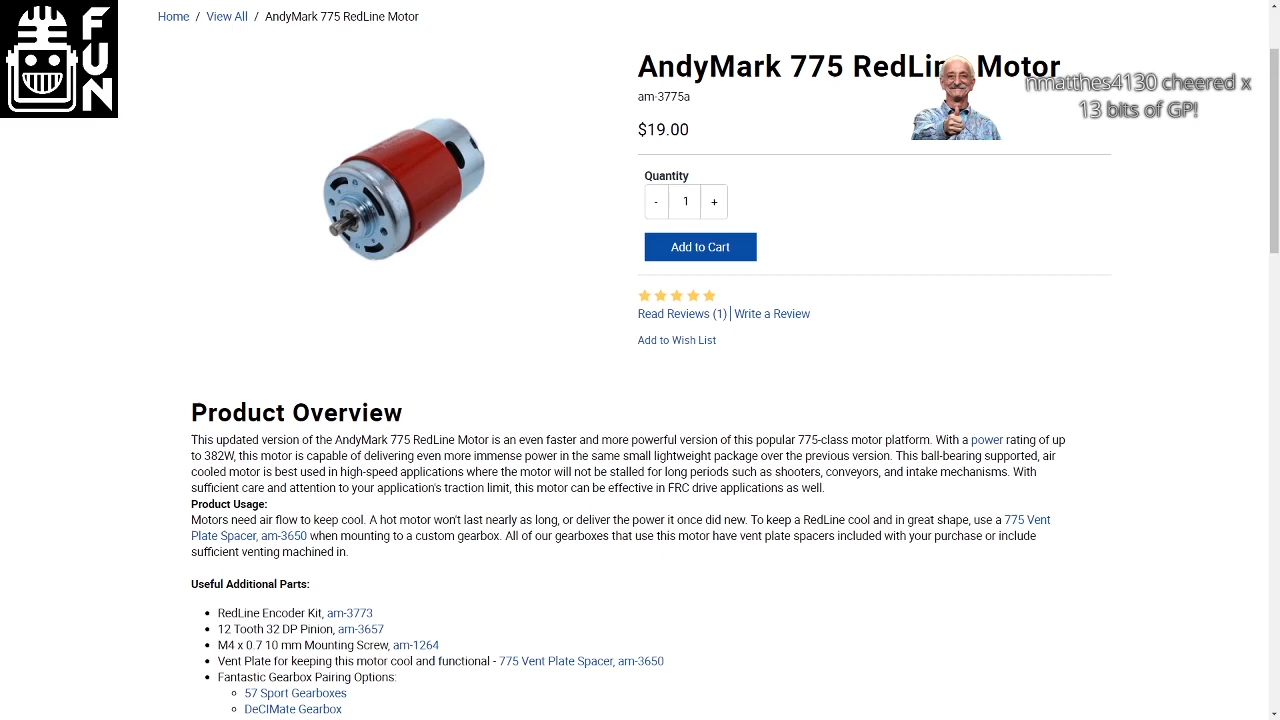 FUN
Home / View All / AndyMark 775 RedLine Motor
AndyMark 775 RedLine Motor
am-3775a
$19.00
nmatthes4130 cheered x
13 bits of GP!
Quantity
- 1 +
Add to Cart
Read Reviews (1) | Write a Review
Add to Wish List
Product Overview
This updated version of the AndyMark 775 RedLine Motor is an even faster and more powerful version of this popular 775-class motor platform. With a power rating of up
to 382W, this motor is capable of delivering even more immense power in the same small lightweight package over the previous version. This ball-bearing supported, air
cooled motor is best used in high-speed applications where the motor will not be stalled for long periods such as shooters, conveyors, and intake mechanisms. With
sufficient care and attention to your application's traction limit, this motor can be effective in FRC drive applications as well.
Product Usage:
Motors need air flow to keep cool. A hot motor won't last nearly as long, or deliver the power it once did new. To keep a RedLine cool and in great shape, use a 775 Vent
Plate Spacer, am-3650 when mounting to a custom gearbox. All of our gearboxes that use this motor have vent plate spacers included with your purchase or include
sufficient venting machined in.
Useful Additional Parts:
• RedLine Encoder Kit, am-3773
• 12 Tooth 32 DP Pinion, am-3657
• M4 x 0.7 10 mm Mounting Screw, am-1264
• Vent Plate for keeping this motor cool and functional - 775 Vent Plate Spacer, am-3650
• Fantastic Gearbox Pairing Options:
◦ 57 Sport Gearboxes
◦ DeCIMate Gearbox